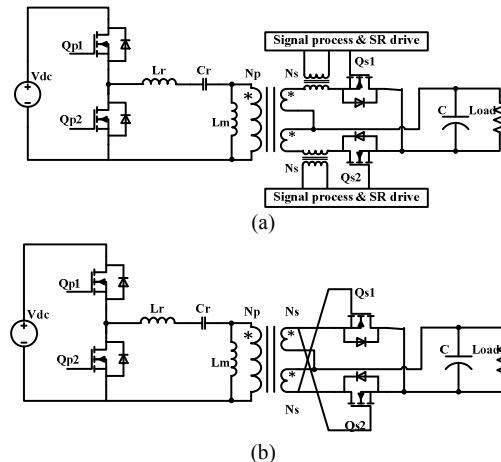 Signal process & SR drive
Qp1
Vdc
Lr
Cr
Np
Ns
Qs1
*
*
Qp2
Lm
*
C
Load
Ns
Qs2
Signal process & SR drive
(a)
Qp1
Vdc
Lr
Cr
Np
Ns
Qs1
*
*
Qp2
Lm
*
C
Load
Ns
Qs2
(b)